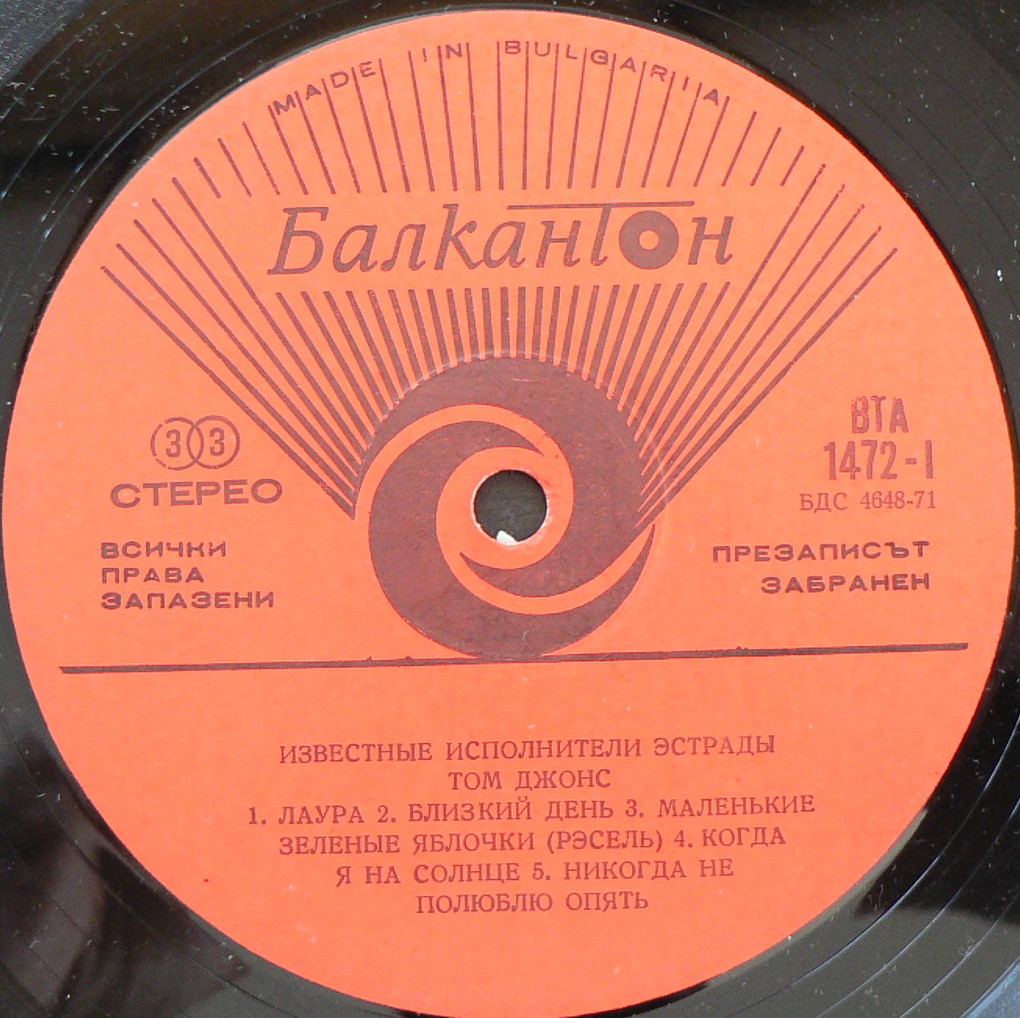 MADE IN BULGARIA
Балкантон
33
СТЕРЕО
ВСИЧКИ
ПРАВА
ЗАПАЗЕНИ
ВТА
1472-I
БДС 4648-71
ПРЕЗАПИСЪТ
ЗАБРАНЕН
ИЗВЕСТНЫЕ ИСПОЛНИТЕЛИ ЭСТРАДЫ
ТОМ ДЖОНС
1. ЛАУРА 2. БЛИЗКИЙ ДЕНЬ 3. МАЛЕНЬКИЕ
ЗЕЛЕНЫЕ ЯБЛОЧКИ (РЭСЕЛЬ) 4. КОГДА
Я НА СОЛНЦЕ 5. НИКОГДА НЕ
ПОЛЮБЛЮ ОПЯТЬ